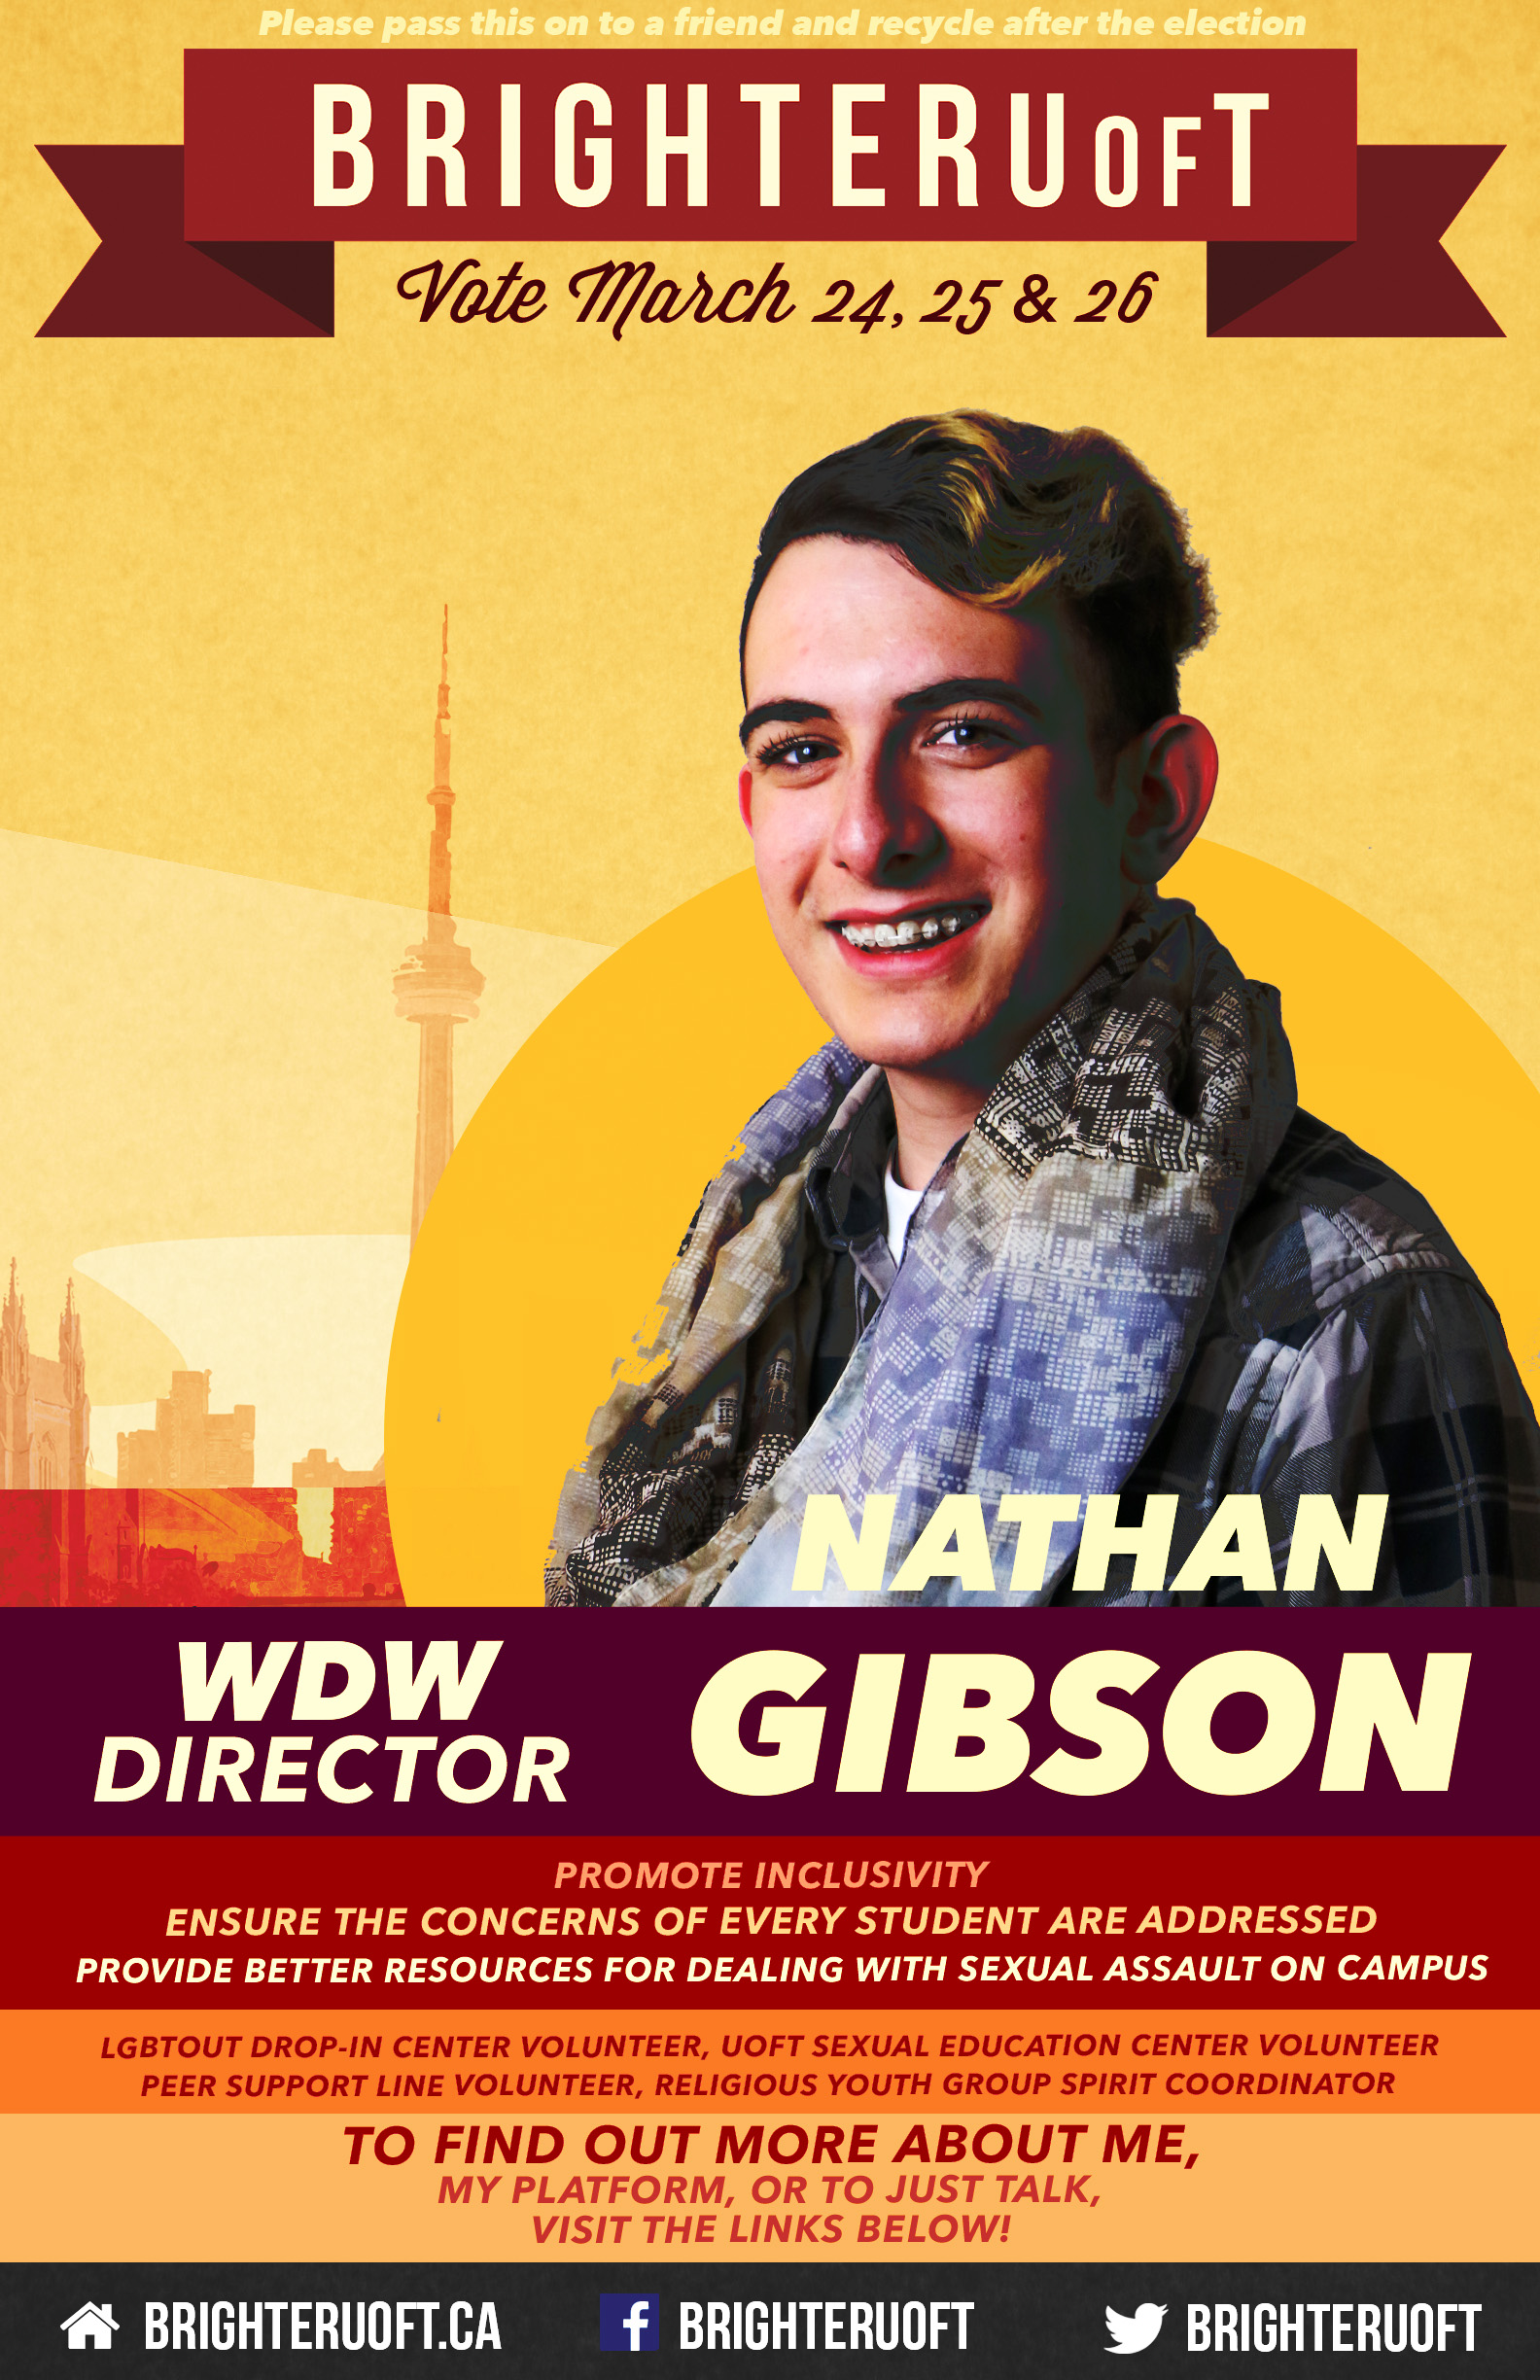 Please pass this on to a friend and recycle after the election
BRIGHTERUOFT
Vote March 24, 25 & 26
NATHAN
GIBSON
WDW
DIRECTOR
PROMOTE INCLUSIVITY
ENSURE THE CONCERNS OF EVERY STUDENT ARE ADDRESSED
PROVIDE BETTER RESOURCES FOR DEALING WITH SEXUAL ASSAULT ON CAMPUS
LGBTOUT DROP-IN CENTER VOLUNTEER, UOFT SEXUAL EDUCATION CENTER VOLUNTEER
PEER SUPPORT LINE VOLUNTEER, RELIGIOUS YOUTH GROUP SPIRIT COORDINATOR
TO FIND OUT MORE ABOUT ME,
MY PLATFORM, OR TO JUST TALK,
VISIT THE LINKS BELOW!
BRIGHTERUOFT.CA
BRIGHTERUOFT
BRIGHTERUOFT